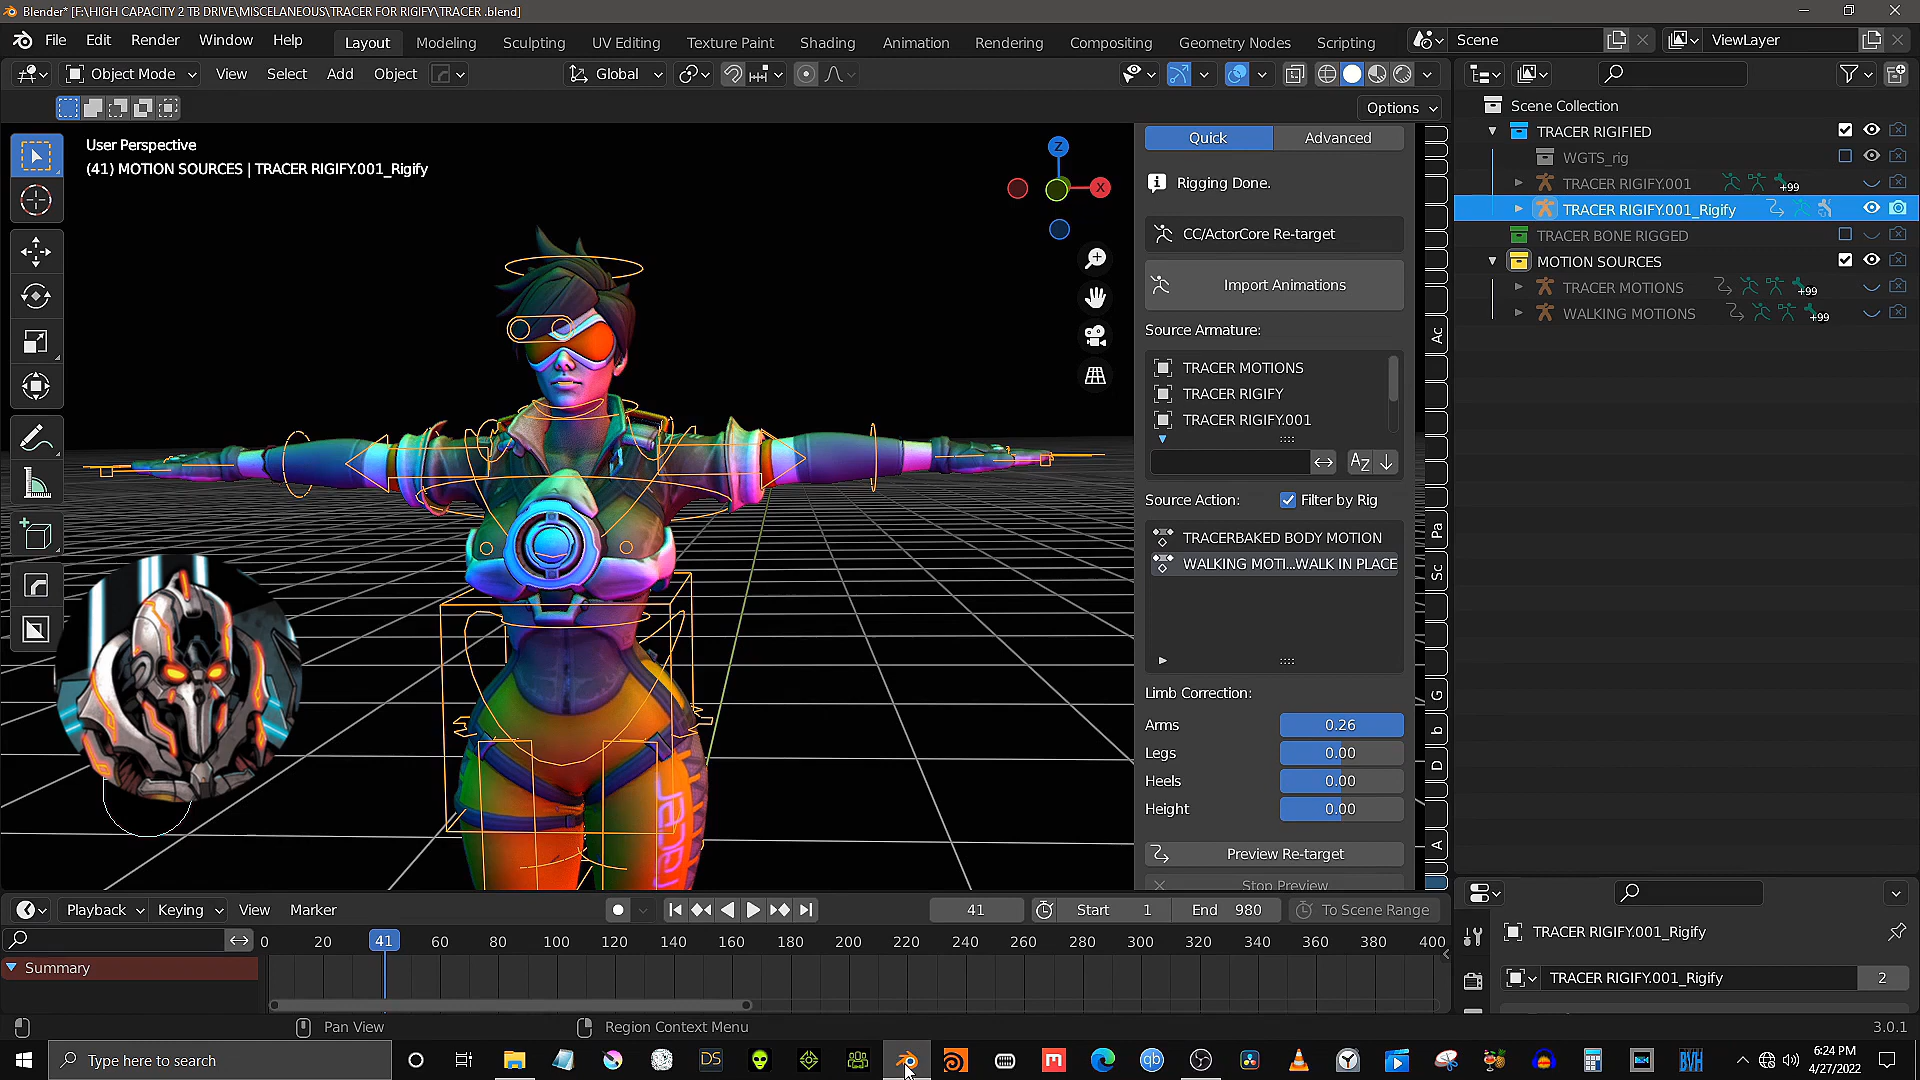 Blender* [F:\HIGH CAPACITY 2 TB DRIVE\MISCELANEOUS\TRACER FOR RIGIFY\TRACER .blend]
File Edit Render Window Help Layout Modeling Sculpting UV Editing Texture Paint Shading Animation Rendering Compositing Geometry Nodes Scripting Scene ViewLayer
Object Mode View Select Add Object Global
Options
User Perspective
(41) MOTION SOURCES | TRACER RIGIFY.001_Rigify
Z
X
Quick Advanced
Rigging Done.
CC/ActorCore Re-target
Import Animations
Source Armature:
TRACER MOTIONS
TRACER RIGIFY
TRACER RIGIFY.001
Source Action: Filter by Rig
TRACERBAKED BODY MOTION
WALKING MOTI...WALK IN PLACE
Limb Correction:
Arms 0.26
Legs 0.00
Heels 0.00
Height 0.00
Preview Re-target
Stop Preview
Ac
Pa
Sc
G
b
D
A
Scene Collection
TRACER RIGIFIED
WGTS_rig
TRACER RIGIFY.001 +99
TRACER RIGIFY.001_Rigify
TRACER BONE RIGGED
MOTION SOURCES
TRACER MOTIONS +99
WALKING MOTIONS +99
Playback Keying View Marker 41 Start 1 End 980 To Scene Range
0 20 41 60 80 100 120 140 160 180 200 220 240 260 280 300 320 340 360 380 400
Summary
TRACER RIGIFY.001_Rigify
TRACER RIGIFY.001_Rigify 2
Pan View Region Context Menu 3.0.1
Type here to search
DS
qb
BVH
6:24 PM
4/27/2022